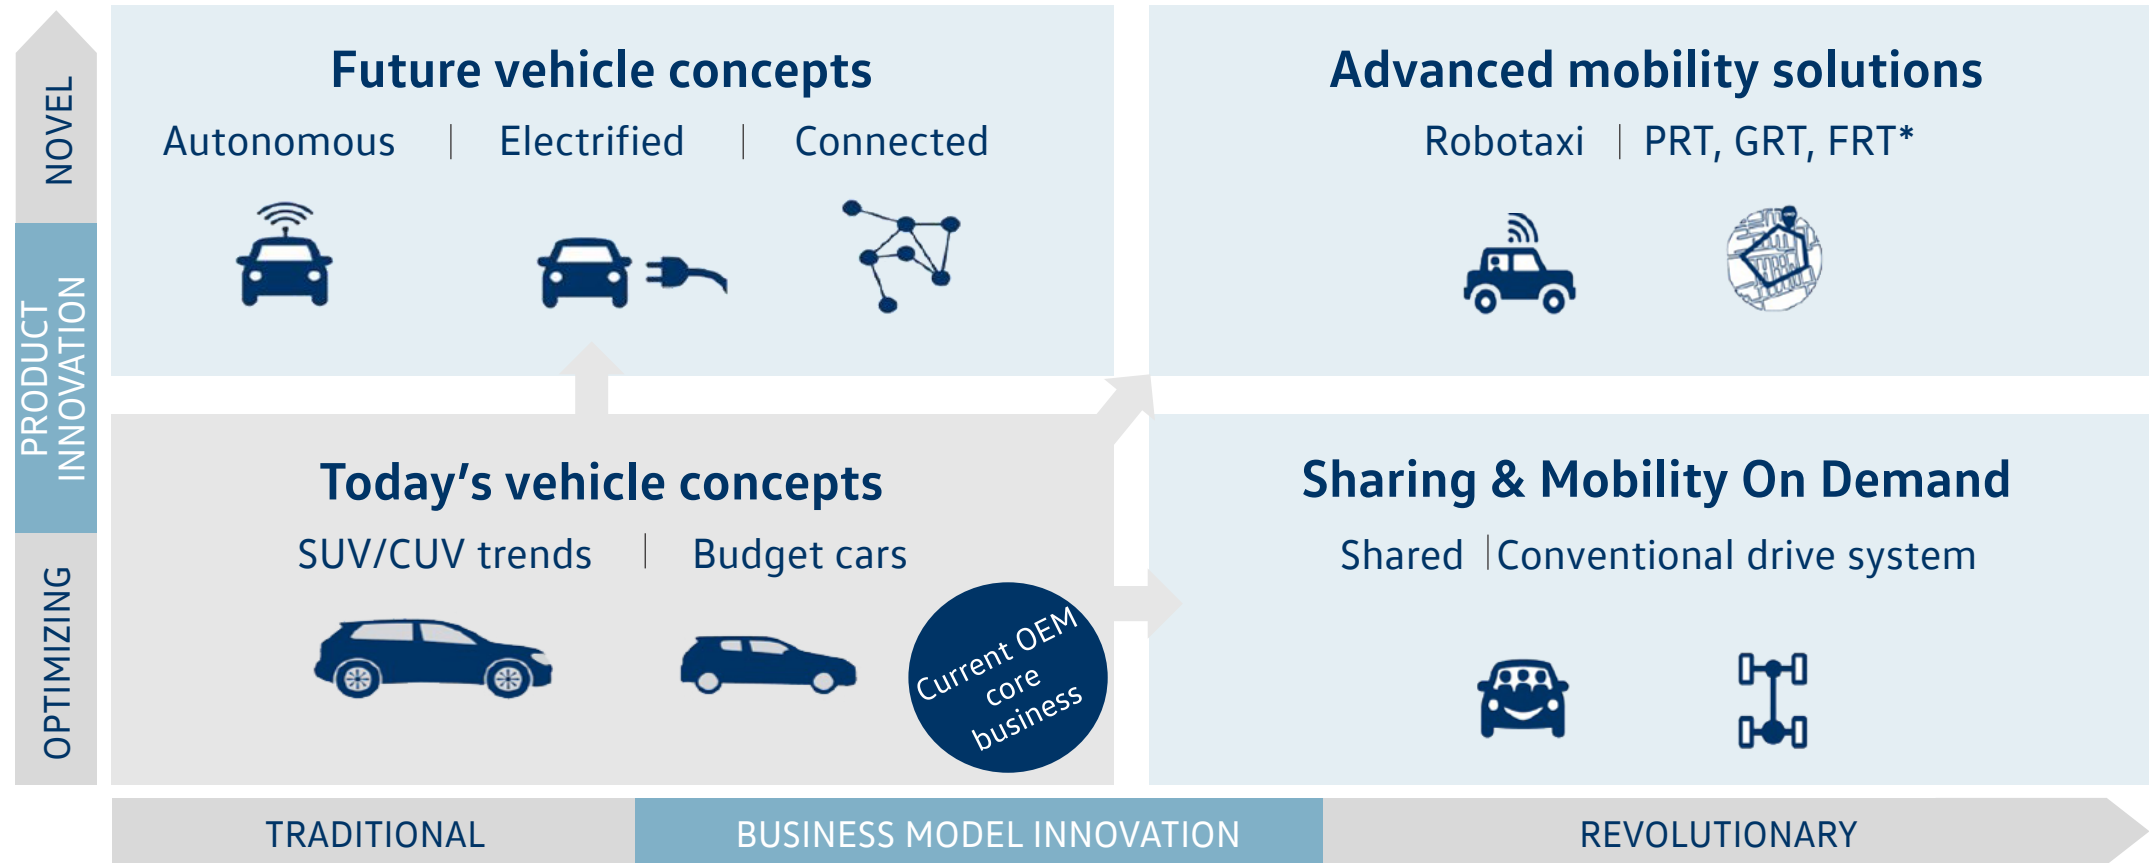 NOVEL
PRODUCT
INNOVATION
OPTIMIZING
Future vehicle concepts
Autonomous | Electrified | Connected
Advanced mobility solutions
Robotaxi | PRT, GRT, FRT*
Today's vehicle concepts
SUV/CUV trends | Budget cars
Current OEM
core
business
Sharing & Mobility On Demand
Shared | Conventional drive system
TRADITIONAL
BUSINESS MODEL INNOVATION
REVOLUTIONARY